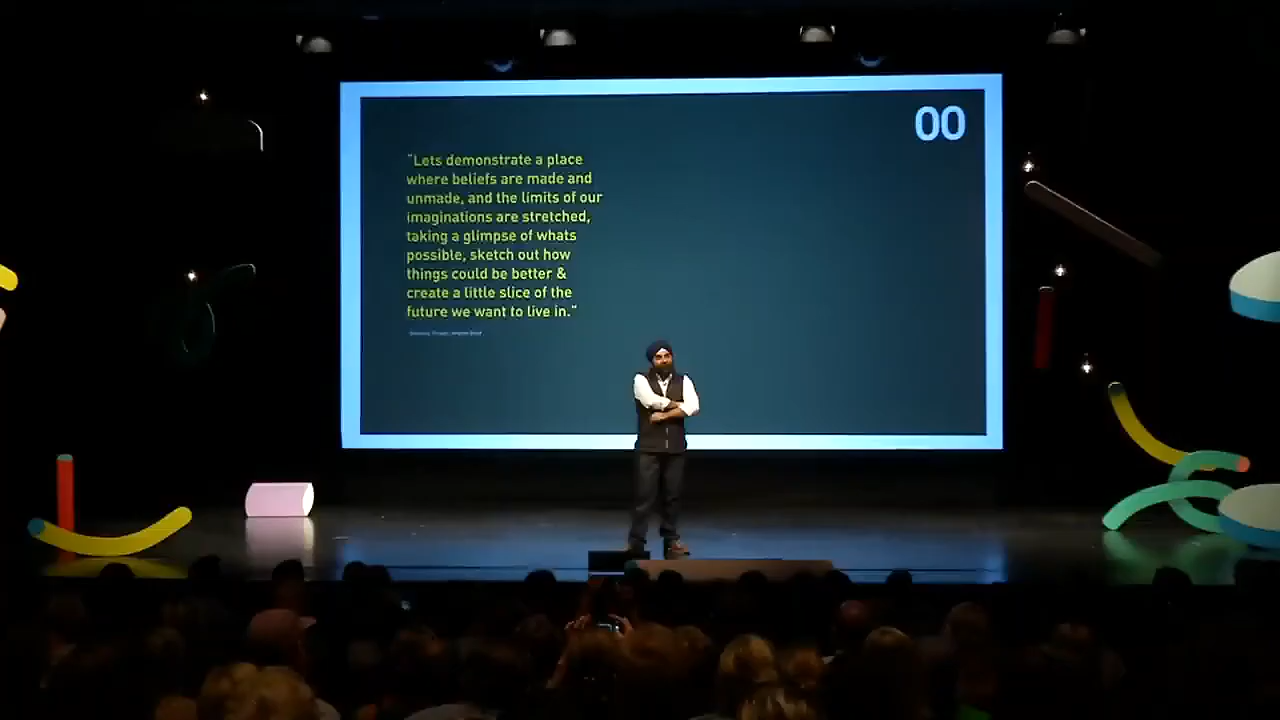 00
"Lets demonstrate a place
where beliefs are made and
unmade, and the limits of our
imaginations are stretched,
taking a glimpse of whats
possible, sketch out how
things could be better &
create a little slice of the
future we want to live in."